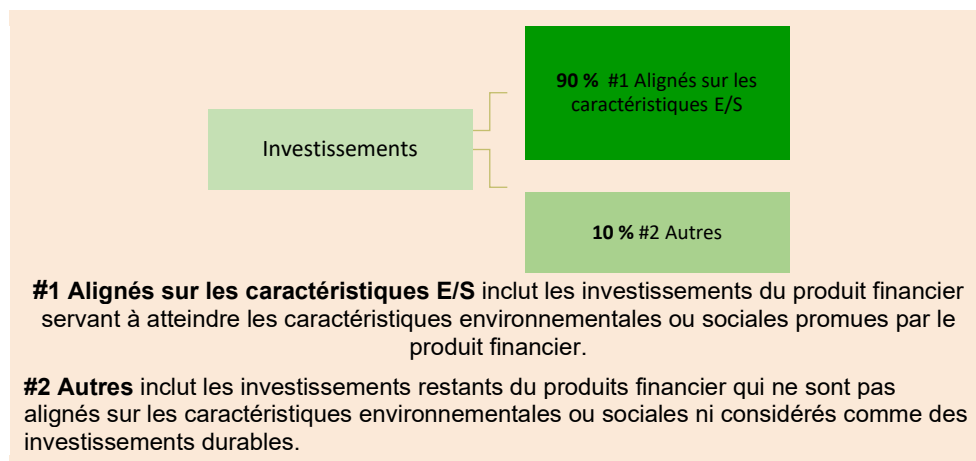 90 % #1 Alignés sur les
caractéristiques E/S
Investissements
10 % #2 Autres
#1 Alignés sur les caractéristiques E/S inclut les investissements du produit financier
servant à atteindre les caractéristiques environnementales ou sociales promues par le
produit financier.
#2 Autres inclut les investissements restants du produits financier qui ne sont pas
alignés sur les caractéristiques environnementales ou sociales ni considérés comme des
investissements durables.